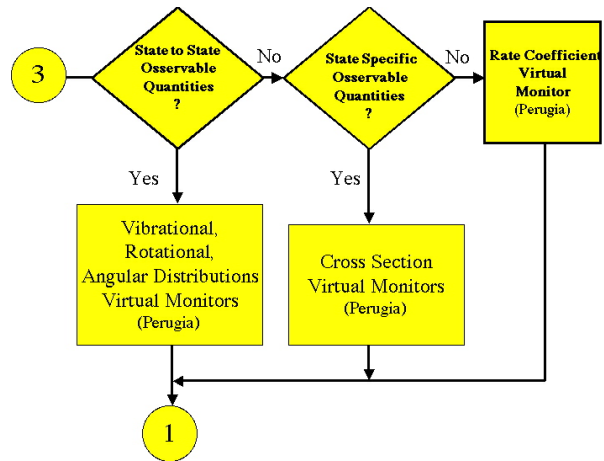 3
State to State
Osservable
Quantities
?
No
State Specific
Osservable
Quantities
?
No
Rate Coefficient
Virtual
Monitor
(Perugia)
Yes
Yes
Vibrational,
Rotational,
Angular Distributions
Virtual Monitors
(Perugia)
Cross Section
Virtual Monitors
(Perugia)
1